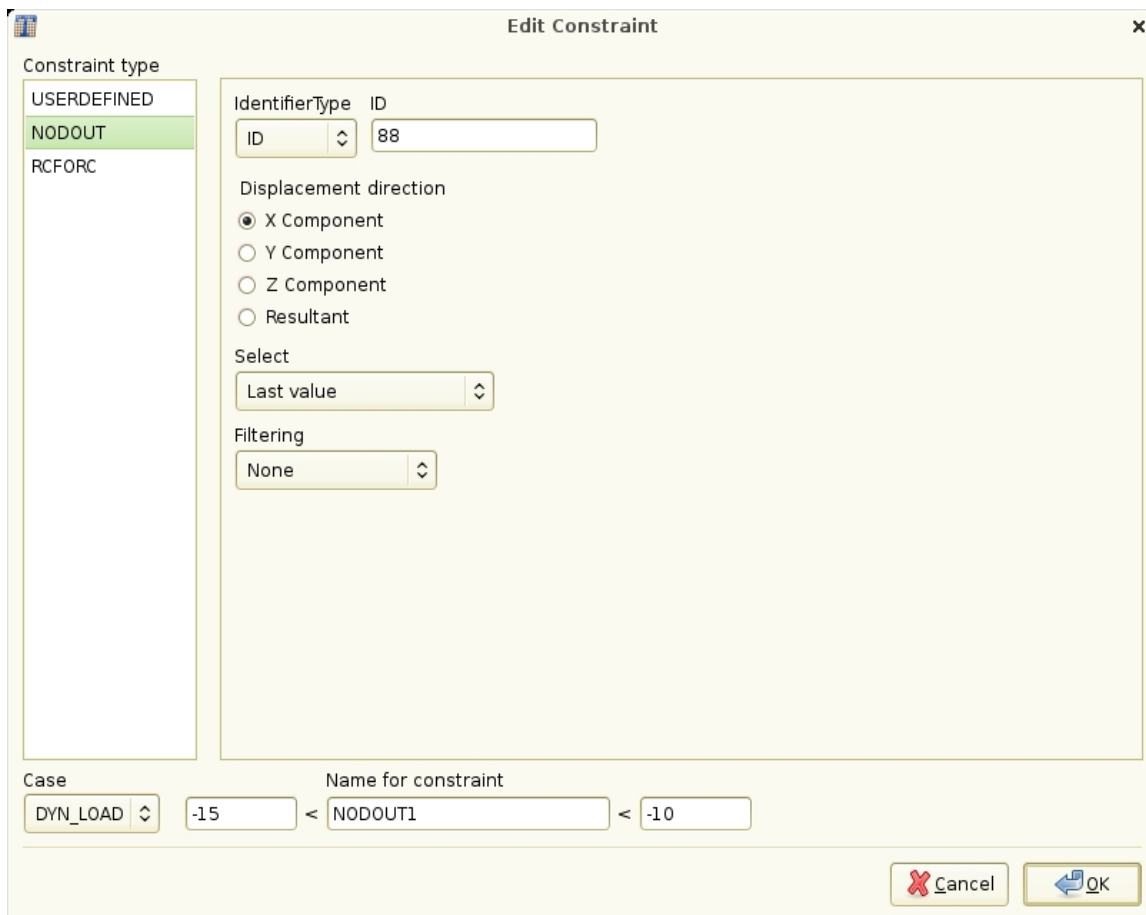 Edit Constraint
Constraint type
USERDEFINED
NODOUT
RCFORC
IdentifierType ID
ID 88
Displacement direction
X Component
Y Component
Z Component
Resultant
Select
Last value
Filtering
None
Case Name for constraint
DYN_LOAD -15 < NODOUT1 < -10
Cancel OK